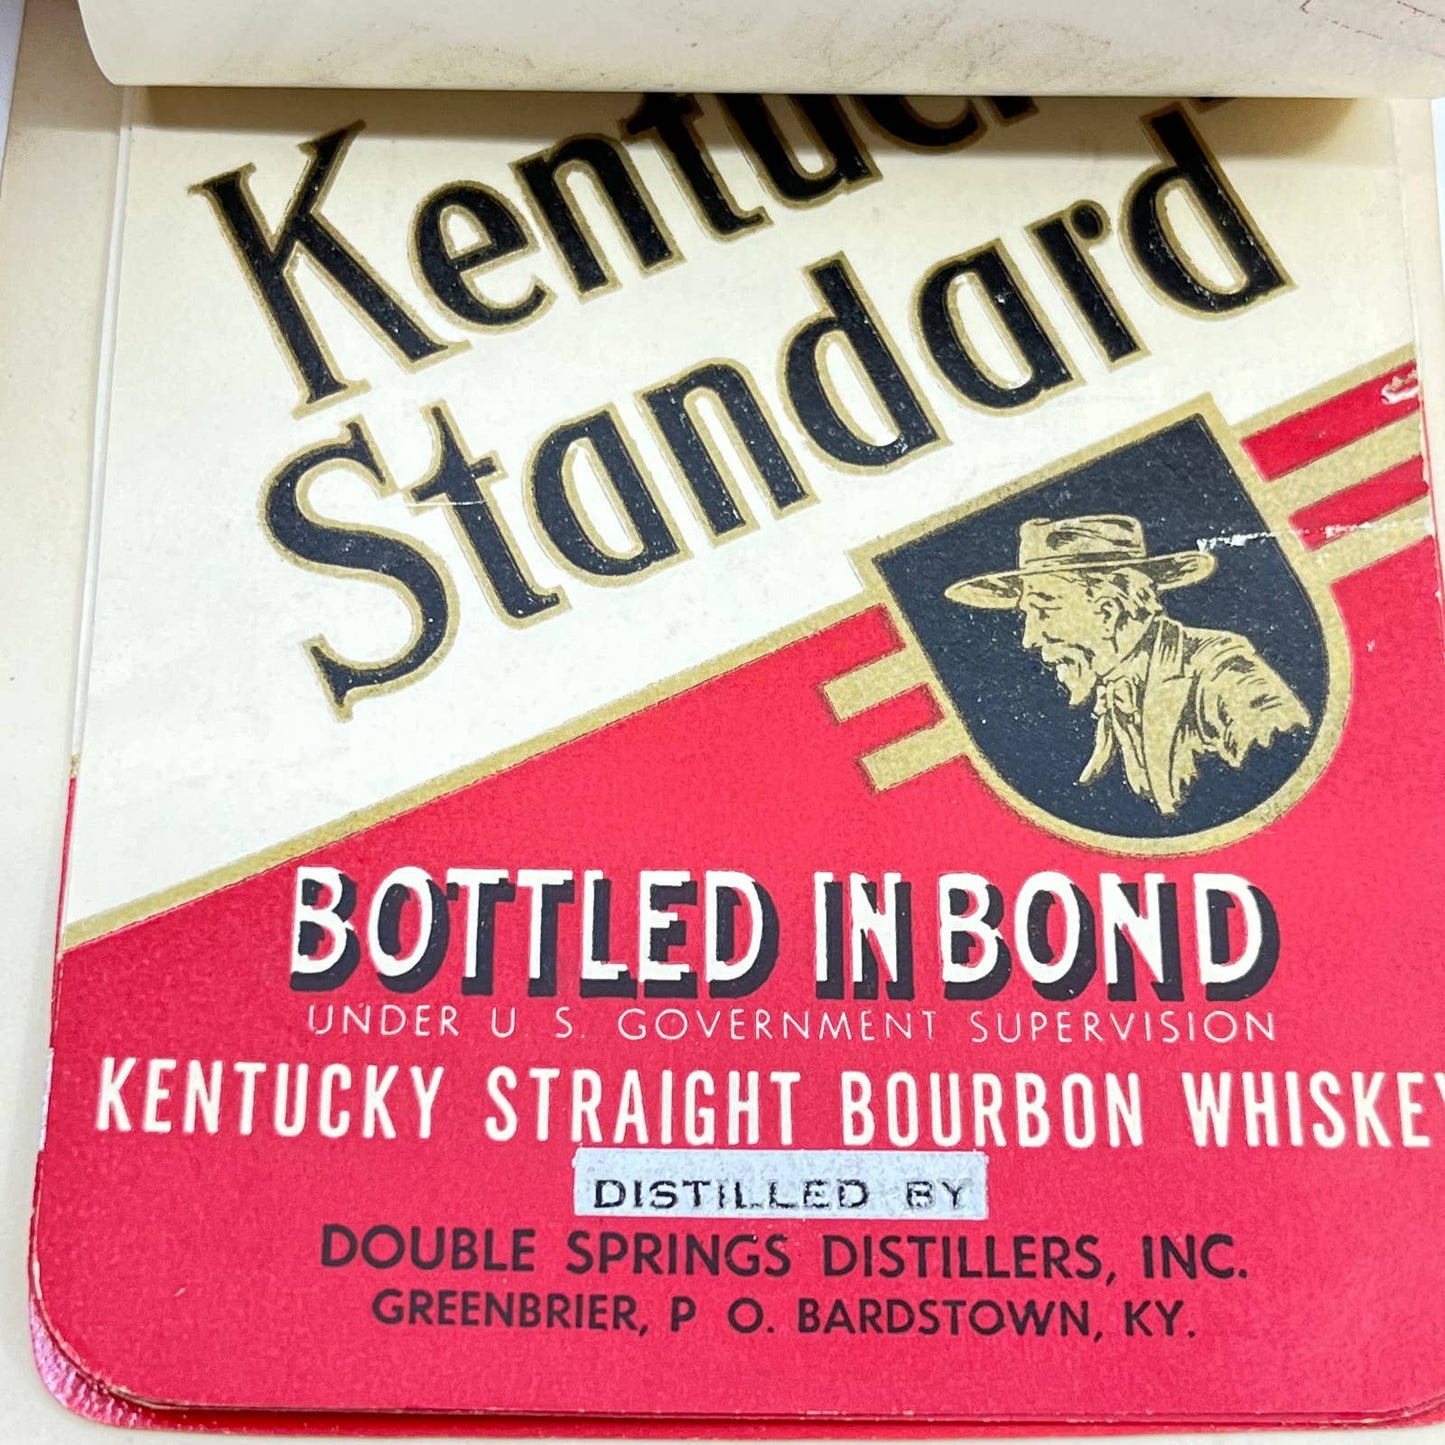 Standard
BOTTLED IN BOND
UNDER U. S. GOVERNMENT SUPERVISION
KENTUCKY STRAIGHT BOURBON WHISKEY
DISTILLED BY
DOUBLE SPRINGS DISTILLERS, INC.
GREENBRIER, P O. BARDSTOWN, KY.